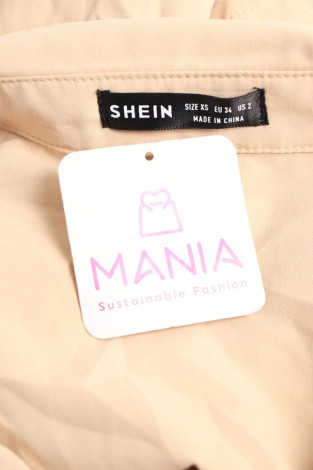 SHEIN
SIZE XS EU 34 US 2
MADE IN CHINA
MANIA
Sustainable Fashion